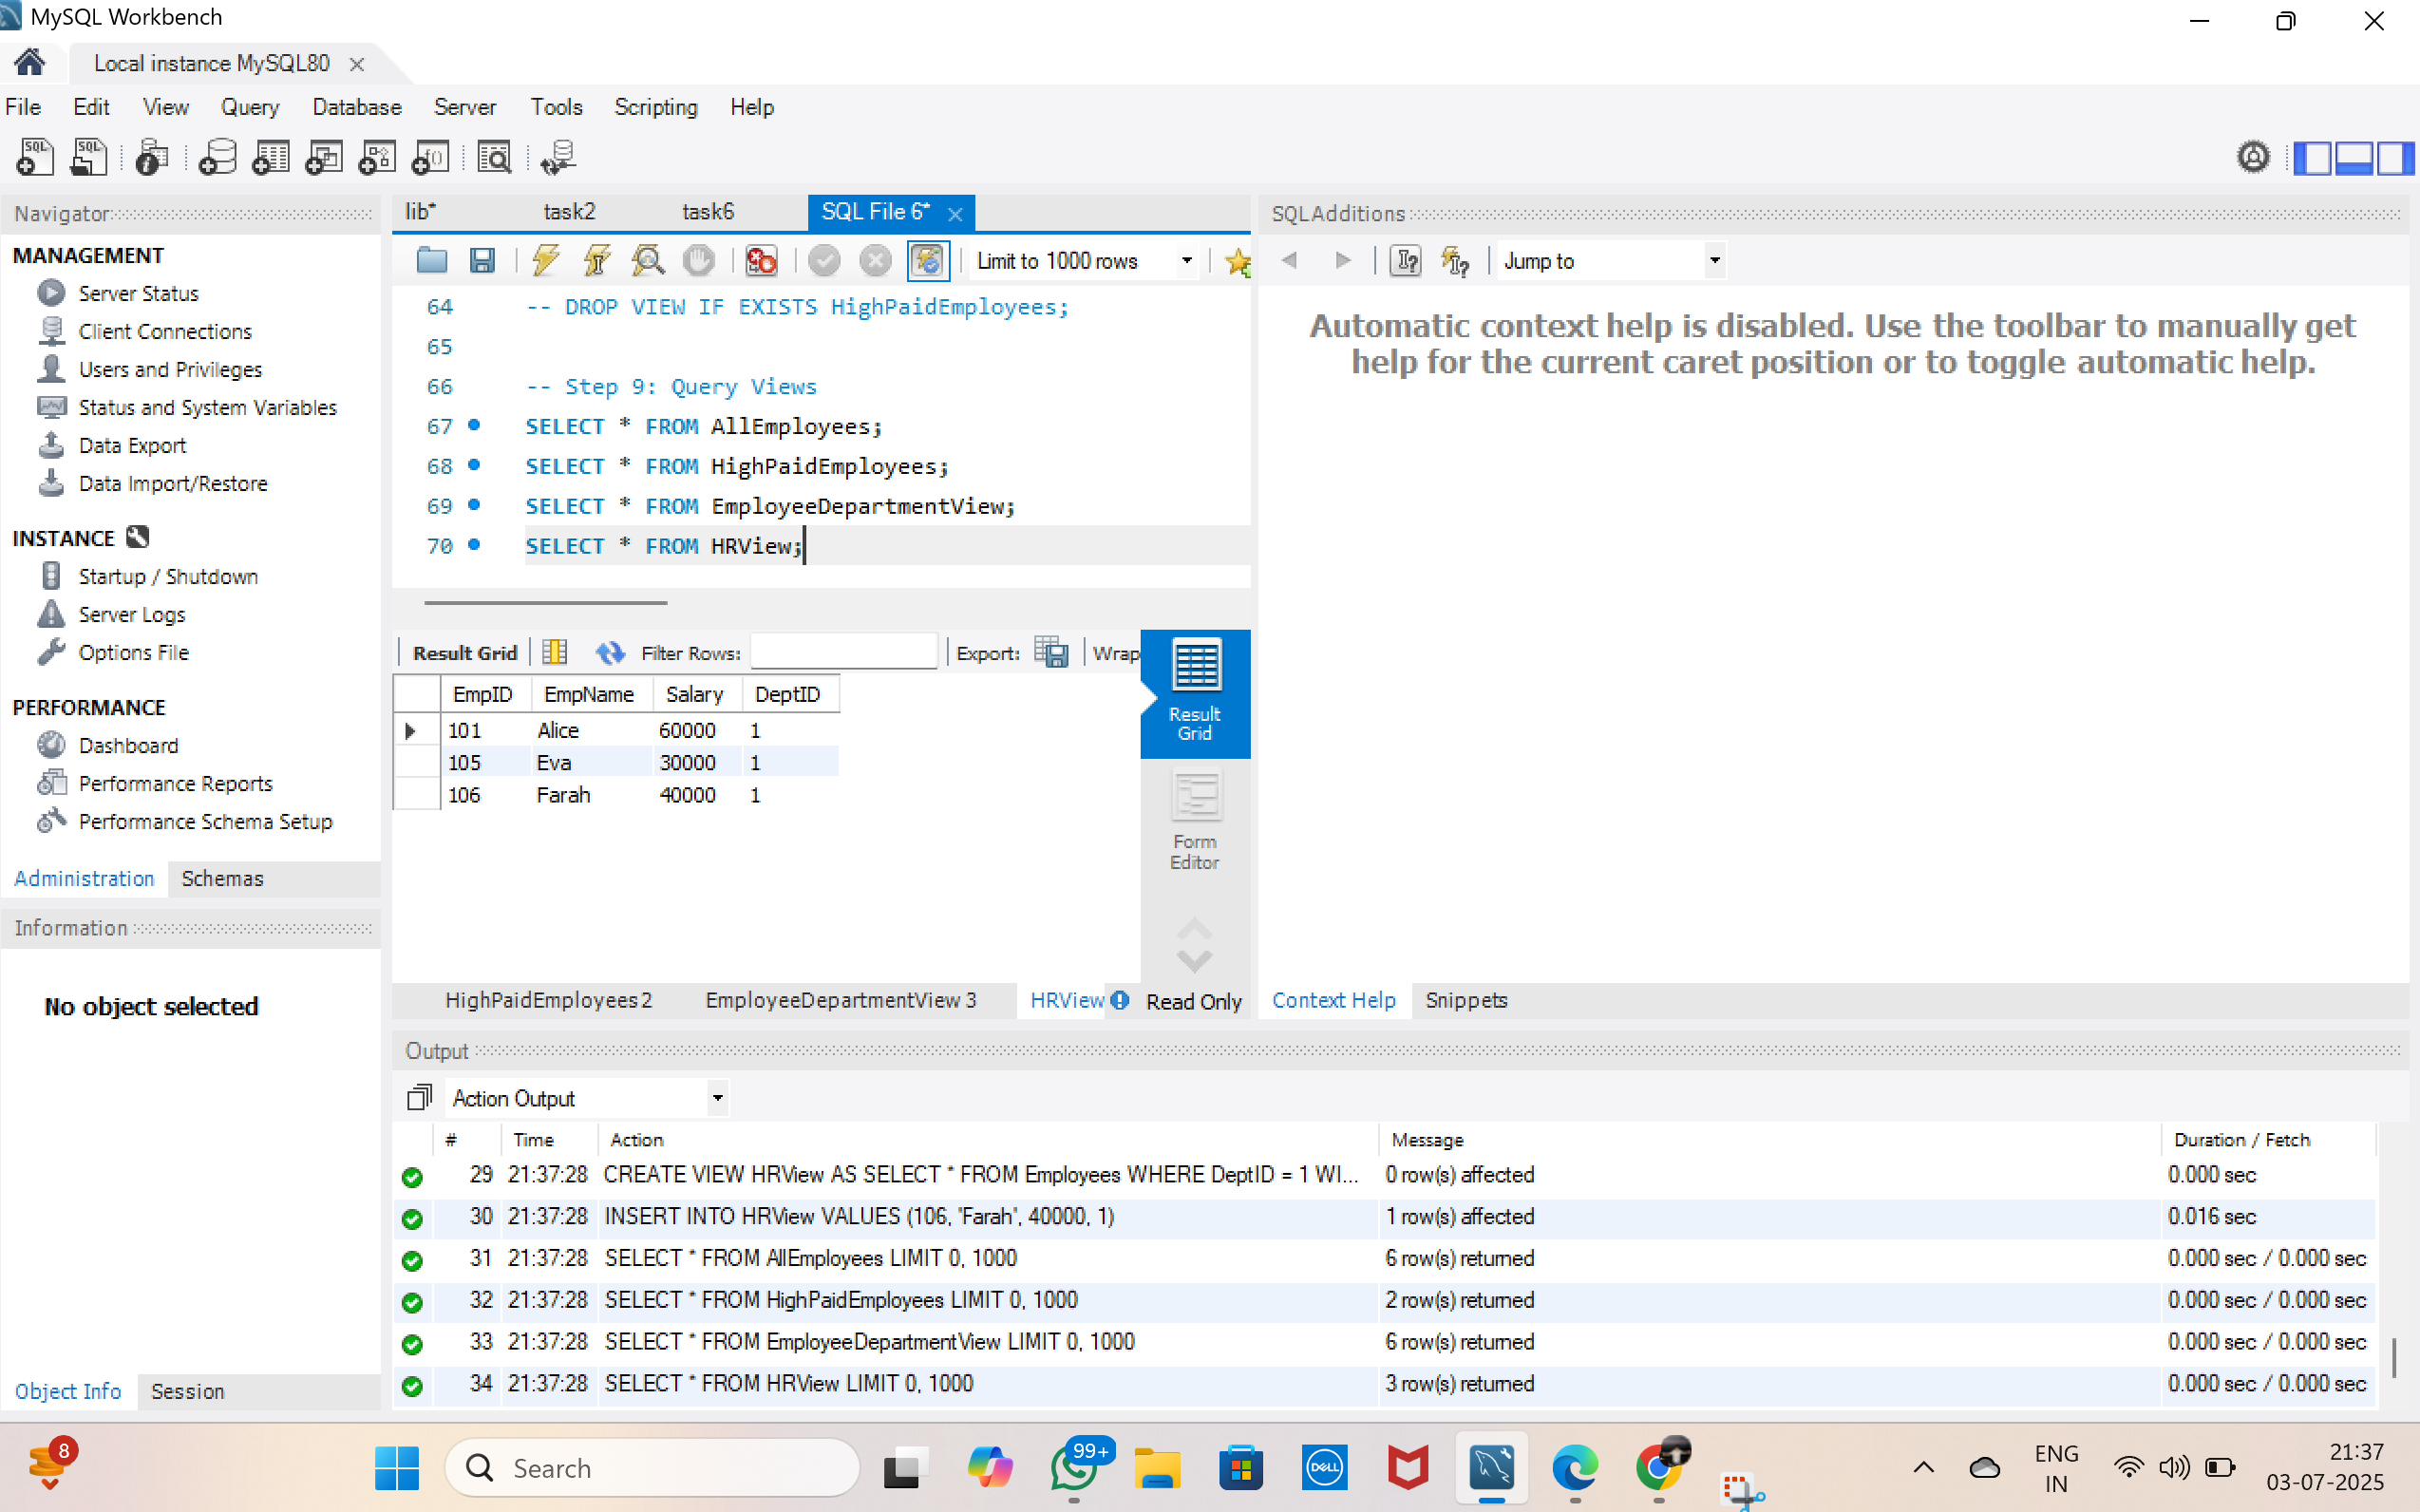 MySQL Workbench
Local instance MySQL80
File Edit View Query Database Server Tools Scripting Help
Navigator
MANAGEMENT
Server Status
Client Connections
Users and Privileges
Status and System Variables
Data Export
Data Import/Restore
INSTANCE
Startup / Shutdown
Server Logs
Options File
PERFORMANCE
Dashboard
Performance Reports
Performance Schema Setup
Administration Schemas
Information
No object selected
Object Info Session
lib* task2 task6 SQL File 6*
Limit to 1000 rows
64 -- DROP VIEW IF EXISTS HighPaidEmployees;
65
66 -- Step 9: Query Views
67 SELECT * FROM AllEmployees;
68 SELECT * FROM HighPaidEmployees;
69 SELECT * FROM EmployeeDepartmentView;
70 SELECT * FROM HRView;
Result Grid Filter Rows: Export: Wrap
EmpID EmpName Salary DeptID
101 Alice 60000 1
105 Eva 30000 1
106 Farah 40000 1
Result
Grid
Form
Editor
HighPaidEmployees 2 EmployeeDepartmentView 3 HRView Read Only
SQLAdditions
Jump to
Automatic context help is disabled. Use the toolbar to manually get
help for the current caret position or to toggle automatic help.
Context Help Snippets
Output
Action Output
# Time Action Message Duration / Fetch
29 21:37:28 CREATE VIEW HRView AS SELECT * FROM Employees WHERE DeptID = 1 WI... 0 row(s) affected 0.000 sec
30 21:37:28 INSERT INTO HRView VALUES (106, 'Farah', 40000, 1) 1 row(s) affected 0.016 sec
31 21:37:28 SELECT * FROM AllEmployees LIMIT 0, 1000 6 row(s) returned 0.000 sec / 0.000 sec
32 21:37:28 SELECT * FROM HighPaidEmployees LIMIT 0, 1000 2 row(s) returned 0.000 sec / 0.000 sec
33 21:37:28 SELECT * FROM EmployeeDepartmentView LIMIT 0, 1000 6 row(s) returned 0.000 sec / 0.000 sec
34 21:37:28 SELECT * FROM HRView LIMIT 0, 1000 3 row(s) returned 0.000 sec / 0.000 sec
8
Search
99+
DELL
ENG
IN
21:37
03-07-2025